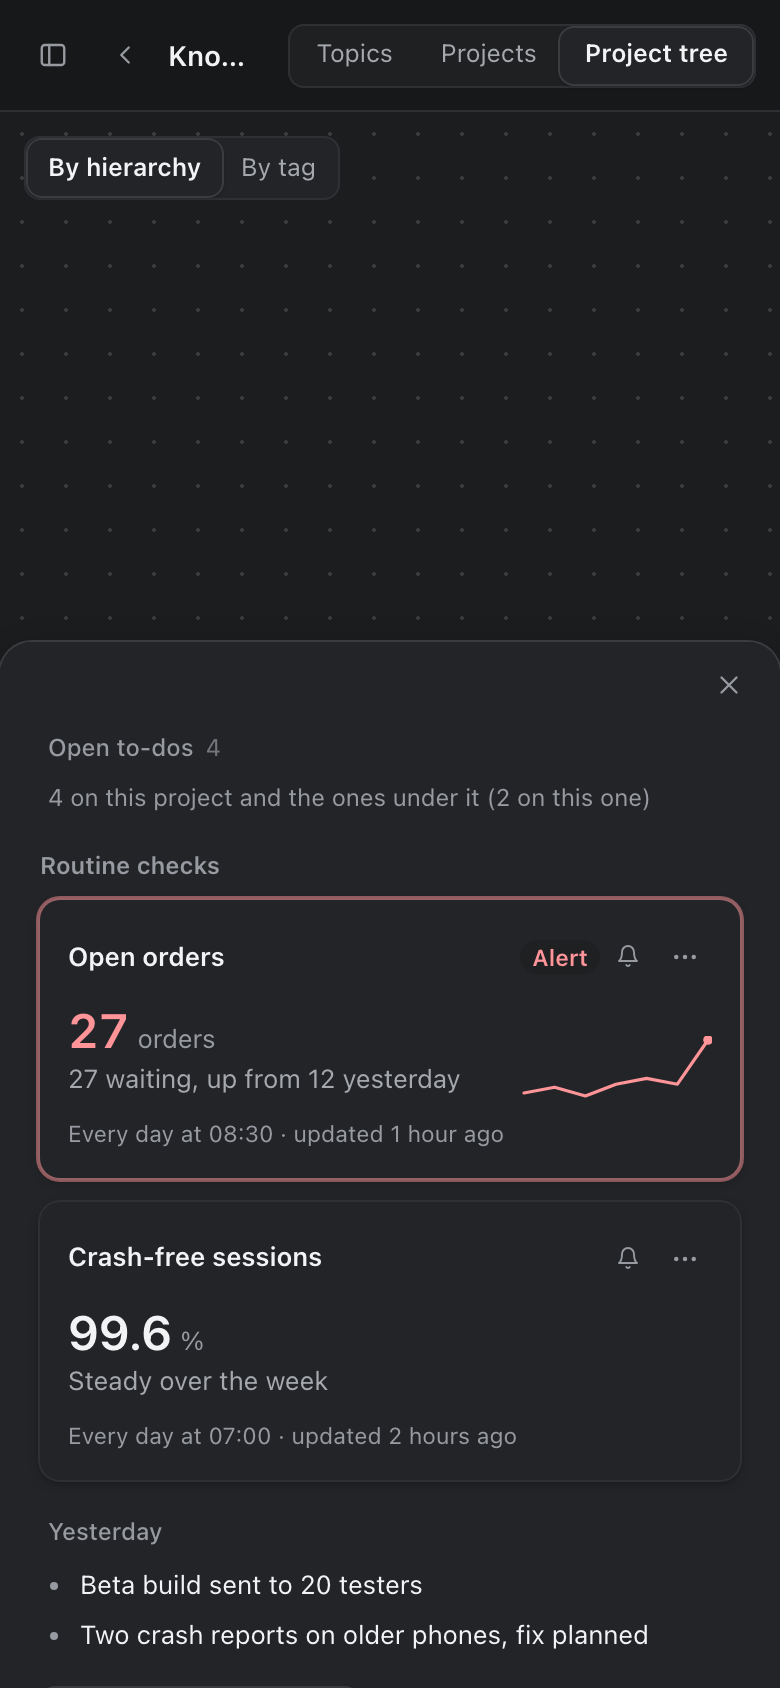 Kno...
Topics
Projects
Project tree
By hierarchy
By tag
Open to-dos 4
4 on this project and the ones under it (2 on this one)
Routine checks
Open orders
Alert
27 orders
27 waiting, up from 12 yesterday
Every day at 08:30 · updated 1 hour ago
Crash-free sessions
99.6 %
Steady over the week
Every day at 07:00 · updated 2 hours ago
Yesterday
• Beta build sent to 20 testers
• Two crash reports on older phones, fix planned